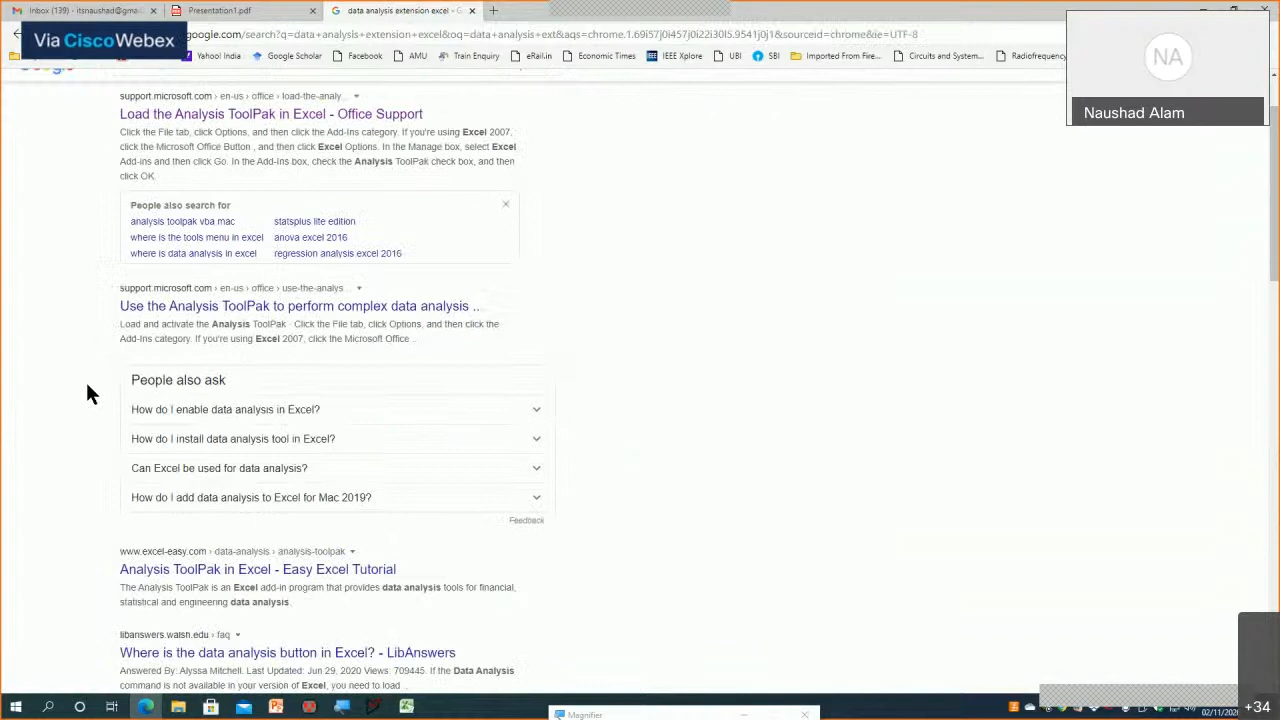 Inbox (139) - itsnaushad@gmail.c
Presentation1.pdf
data analysis extension excel - G
Via CiscoWebex
google.com/search?q=data+analysis+extension+excel&oq=data+analysis+ext&aqs=chrome.1.69i57j0i457j0i22i30l5.9541j0j1&sourceid=chrome&ie=UTF-8
Yahoo! India
Google Scholar
Facebook
AMU
Train Enquiry
eRail.in
Economic Times
IEEE Xplore
UBI
SBI
Imported From Fire...
Circuits and System...
Radiofrequency
NA
Naushad Alam
support.microsoft.com › en-us › office › load-the-analy...
Load the Analysis ToolPak in Excel - Office Support
Click the File tab, click Options, and then click the Add-Ins category. If you're using Excel 2007,
click the Microsoft Office Button , and then click Excel Options. In the Manage box, select Excel
Add-ins and then click Go. In the Add-Ins box, check the Analysis ToolPak check box, and then
click OK.
People also search for
analysis toolpak vba mac
statsplus lite edition
where is the tools menu in excel
anova excel 2016
where is data analysis in excel
regression analysis excel 2016
support.microsoft.com › en-us › office › use-the-analys...
Use the Analysis ToolPak to perform complex data analysis ...
Load and activate the Analysis ToolPak · Click the File tab, click Options, and then click the
Add-Ins category. If you're using Excel 2007, click the Microsoft Office ...
People also ask
How do I enable data analysis in Excel?
How do I install data analysis tool in Excel?
Can Excel be used for data analysis?
How do I add data analysis to Excel for Mac 2019?
Feedback
www.excel-easy.com › data-analysis › analysis-toolpak
Analysis ToolPak in Excel - Easy Excel Tutorial
The Analysis ToolPak is an Excel add-in program that provides data analysis tools for financial,
statistical and engineering data analysis.
libanswers.walsh.edu › faq
Where is the data analysis button in Excel? - LibAnswers
Answered By: Alyssa Mitchell. Last Updated: Jun 29, 2020 Views: 709445. If the Data Analysis
command is not available in your version of Excel, you need to load ...
+34
Magnifier